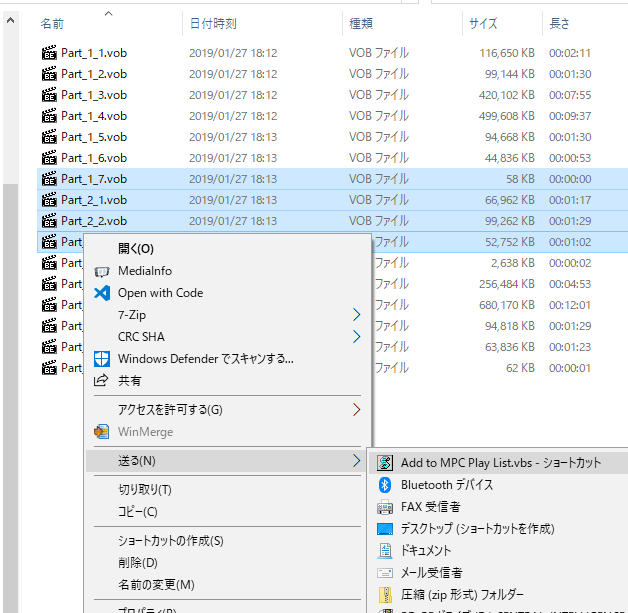 名前 日付時刻 種類 サイズ 長さ
Part_1_1.vob 2019/01/27 18:12 VOB ファイル 116,650 KB 00:02:11
Part_1_2.vob 2019/01/27 18:12 VOB ファイル 99,144 KB 00:01:30
Part_1_3.vob 2019/01/27 18:12 VOB ファイル 420,102 KB 00:07:55
Part_1_4.vob 2019/01/27 18:12 VOB ファイル 499,608 KB 00:09:37
Part_1_5.vob 2019/01/27 18:13 VOB ファイル 94,668 KB 00:01:30
Part_1_6.vob 2019/01/27 18:13 VOB ファイル 44,836 KB 00:00:53
Part_1_7.vob 2019/01/27 18:13 VOB ファイル 58 KB 00:00:00
Part_2_1.vob 2019/01/27 18:13 VOB ファイル 66,962 KB 00:01:17
Part_2_2.vob 2019/01/27 18:13 VOB ファイル 99,262 KB 00:01:29
Part_ ファイル 52,752 KB 00:01:02
Part_ ファイル 2,638 KB 00:00:02
Part_ ファイル 256,484 KB 00:04:53
Part_ ファイル 680,170 KB 00:12:01
Part_ ファイル 94,818 KB 00:01:29
Part_ ファイル 63,836 KB 00:01:23
Part_ ファイル 62 KB 00:00:01
開く(O)
MediaInfo
Open with Code
7-Zip
CRC SHA
Windows Defender でスキャンする...
共有
アクセスを許可する(G)
WinMerge
送る(N)
切り取り(T)
コピー(C)
ショートカットの作成(S)
削除(D)
名前の変更(M)
プロパティ(R)
Add to MPC Play List.vbs - ショートカット
Bluetooth デバイス
FAX 受信者
デスクトップ (ショートカットを作成)
ドキュメント
メール受信者
圧縮 (zip 形式) フォルダー